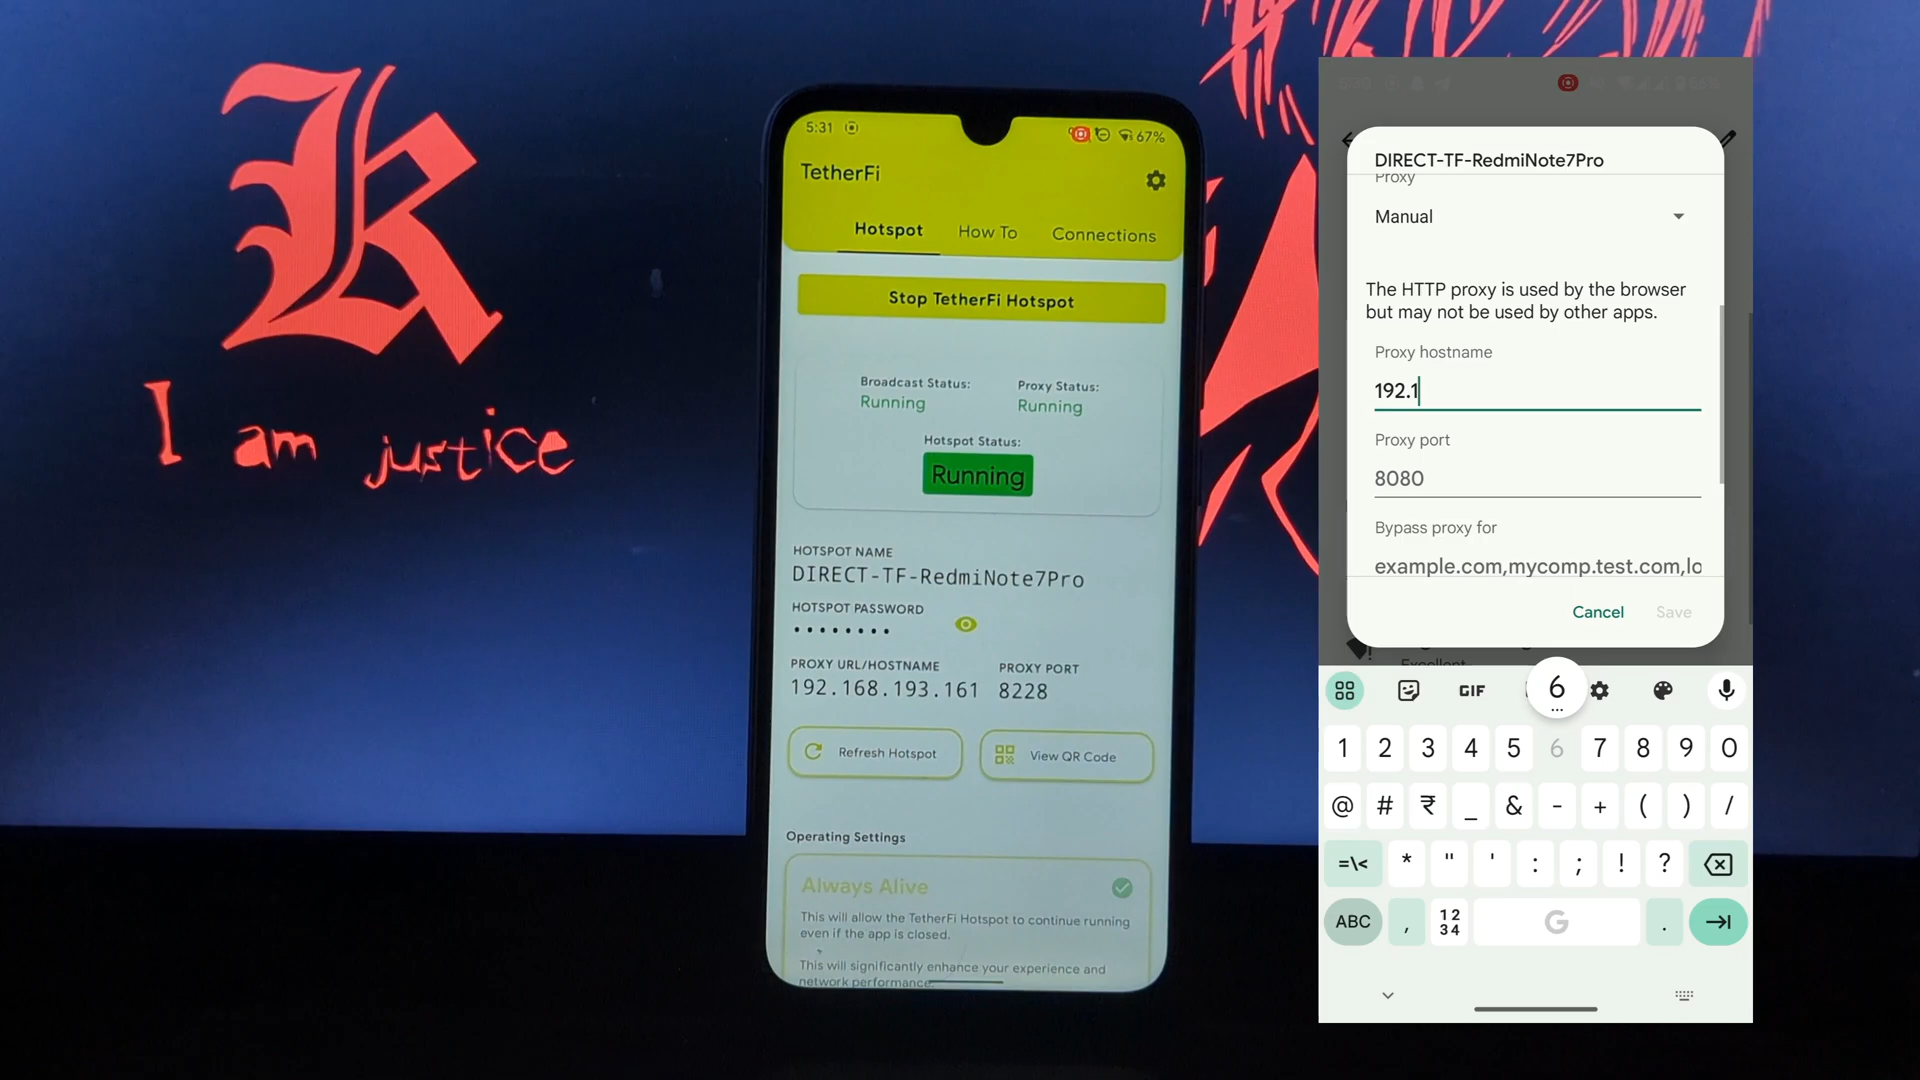 K
I am justice
5:31
67%
TetherFi
Hotspot How To Connections
Stop TetherFi Hotspot
Broadcast Status: Proxy Status:
Running Running
Hotspot Status:
Running
HOTSPOT NAME
DIRECT-TF-RedmiNote7Pro
HOTSPOT PASSWORD
••••••••
PROXY URL/HOSTNAME PROXY PORT
192.168.193.161 8228
Refresh Hotspot View QR Code
Operating Settings
Always Alive
This will allow the TetherFi Hotspot to continue running
even if the app is closed.
This will significantly enhance your experience and
network performance.
DIRECT-TF-RedmiNote7Pro
Proxy
Manual
The HTTP proxy is used by the browser
but may not be used by other apps.
Proxy hostname
192.1
Proxy port
8080
Bypass proxy for
example.com,mycomp.test.com,lo
Cancel Save
Excellent
GIF 6
...
1 2 3 4 5 6 7 8 9 0
@ # ₹ _ & - + ( ) /
=\< * " ' : ; ! ?
ABC , 12 34 G .